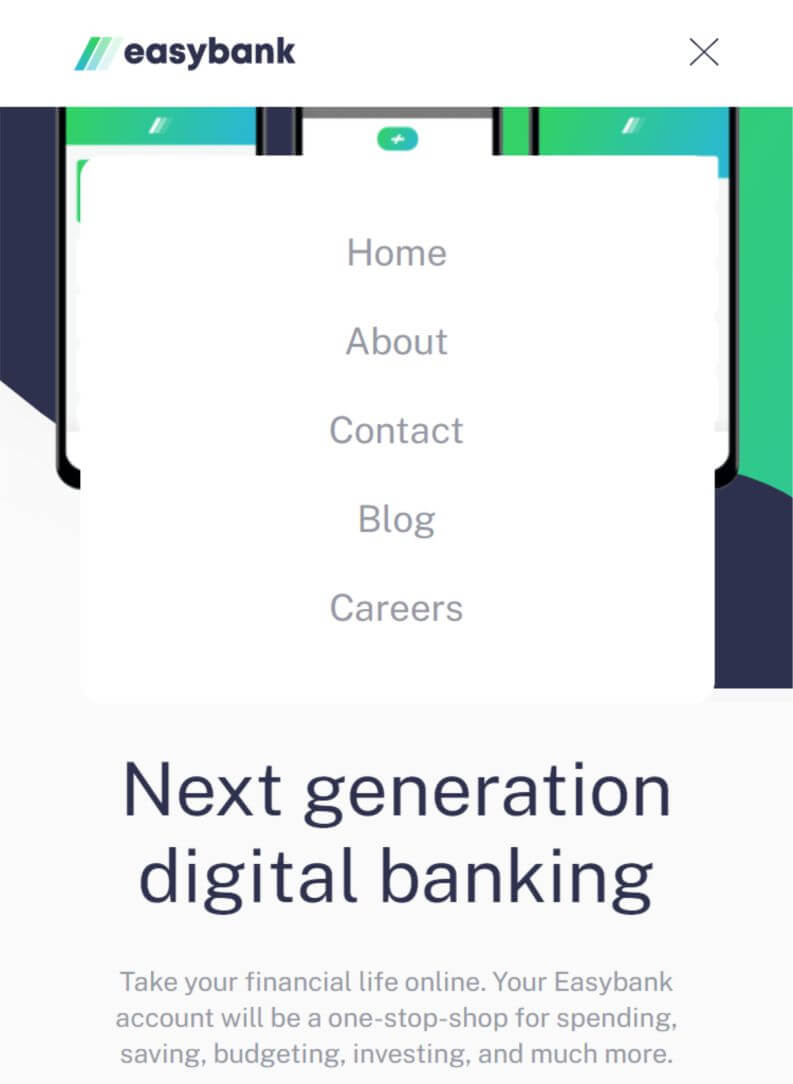 easybank
Home
About
Contact
Blog
Careers
Next generation
digital banking
Take your financial life online. Your Easybank
account will be a one-stop-shop for spending,
saving, budgeting, investing, and much more.